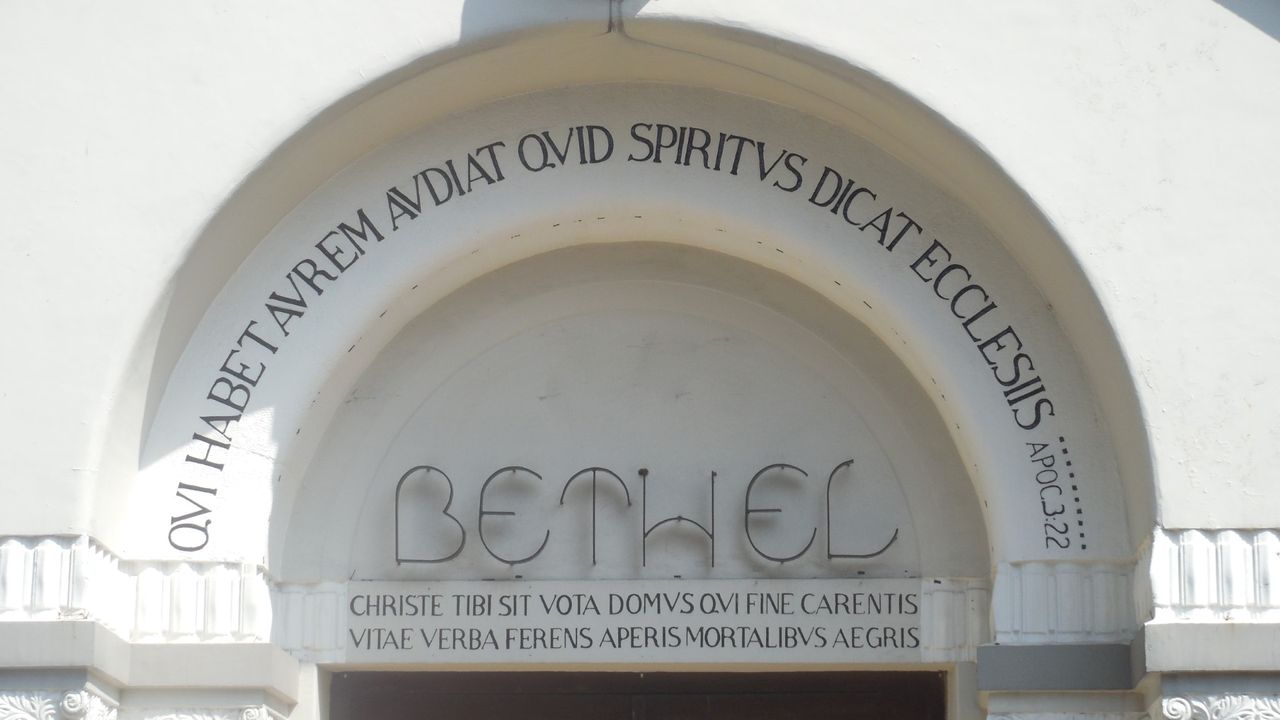 QVI HABET AVREM AVDIAT QVID SPIRITVS DICAT ECCLESIIS
APOC.3:22
BETHEL
CHRISTE TIBI SIT VOTA DOMVS QVI FINE CARENTIS
VITAE VERBA FERENS APERIS MORTALIBVS AEGRIS